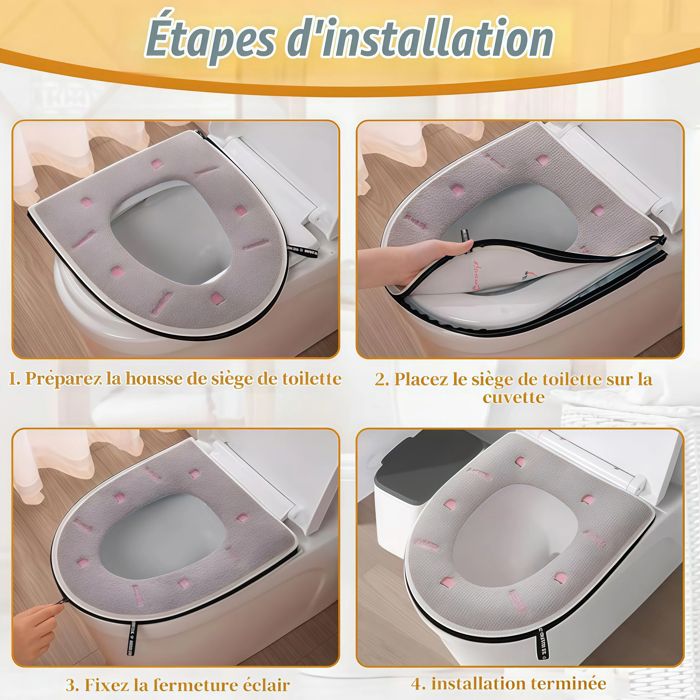 Étapes d'installation
1. Préparez la housse de siège de toilette
2. Placez le siège de toilette sur la
cuvette
3. Fixez la fermeture éclair
4. installation terminée